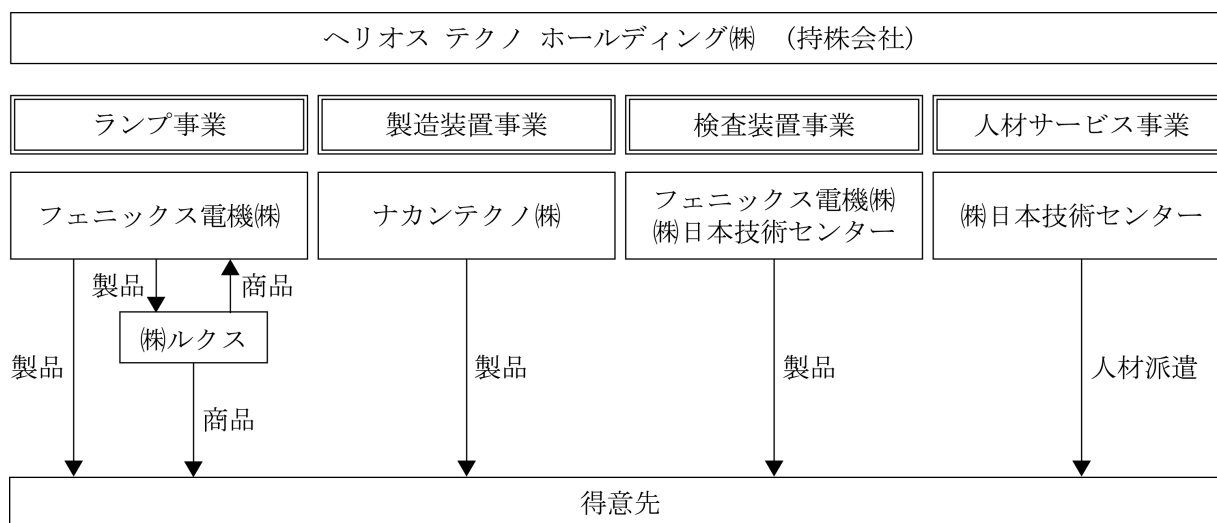 ヘリオス テクノ ホールディング㈱ （持株会社）
ランプ事業
製造装置事業
検査装置事業
人材サービス事業
フェニックス電機㈱
ナカンテクノ㈱
フェニックス電機㈱
㈱日本技術センター
㈱日本技術センター
製品
商品
㈱ルクス
製品
製品
製品
人材派遣
商品
得意先